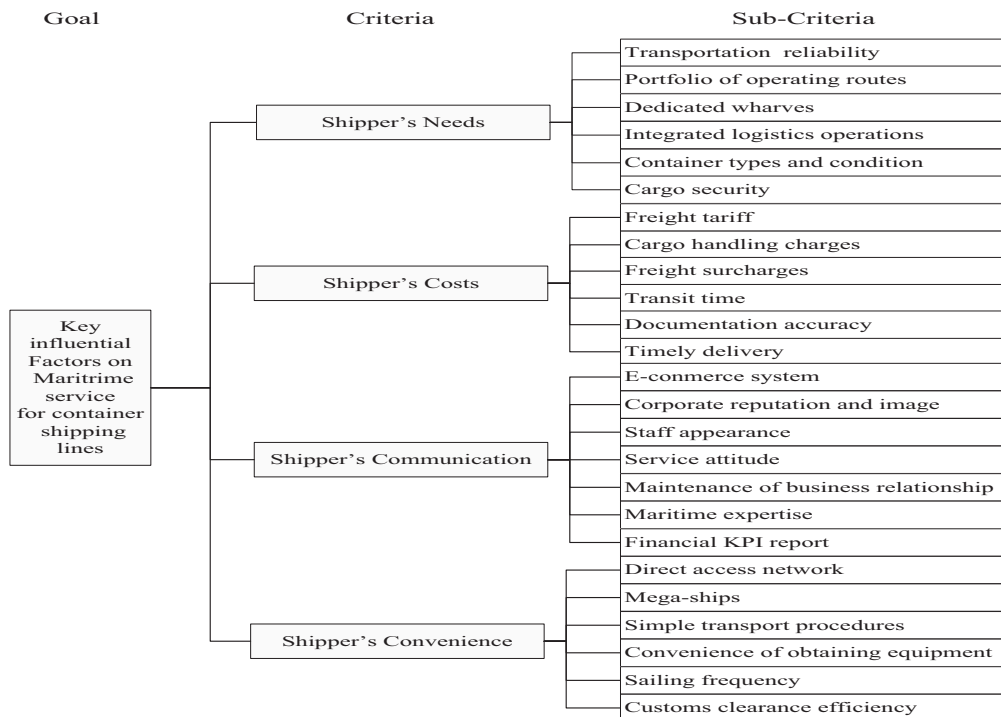 Goal
Criteria
Sub-Criteria
Key
influential
Factors on
Maritrime
service
for container
shipping
lines
Shipper's Needs
Transportation reliability
Portfolio of operating routes
Dedicated wharves
Integrated logistics operations
Container types and condition
Cargo security
Shipper's Costs
Freight tariff
Cargo handling charges
Freight surcharges
Transit time
Documentation accuracy
Timely delivery
Shipper's Communication
E-conmerce system
Corporate reputation and image
Staff appearance
Service attitude
Maintenance of business relationship
Maritime expertise
Financial KPI report
Shipper's Convenience
Direct access network
Mega-ships
Simple transport procedures
Convenience of obtaining equipment
Sailing frequency
Customs clearance efficiency